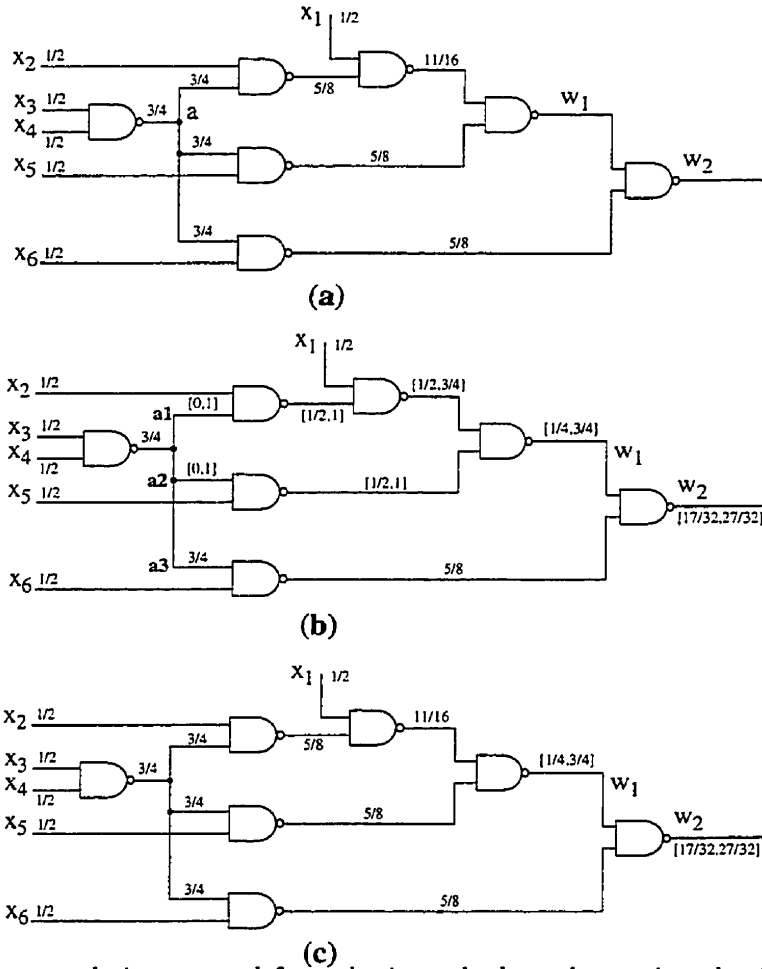 x1 1/2
x2 1/2 11/16
3/4 5/8
x3 1/2 3/4 a w1
x4 1/2
3/4 w2
x5 1/2 5/8
3/4
x6 1/2 5/8
(a)
x1 1/2
x2 1/2 [1/2,3/4]
a1 [0,1] [1/2,1]
x3 1/2 3/4 [1/4,3/4]
x4 1/2 w1
a2 [0,1]
x5 1/2 [1/2,1] w2
[17/32,27/32]
a3 3/4
x6 1/2 5/8
(b)
x1 1/2
x2 1/2 11/16
3/4 5/8
x3 1/2 3/4 [1/4,3/4]
x4 1/2 w1
3/4
x5 1/2 5/8 w2
[17/32,27/32]
3/4
x6 1/2 5/8
(c)